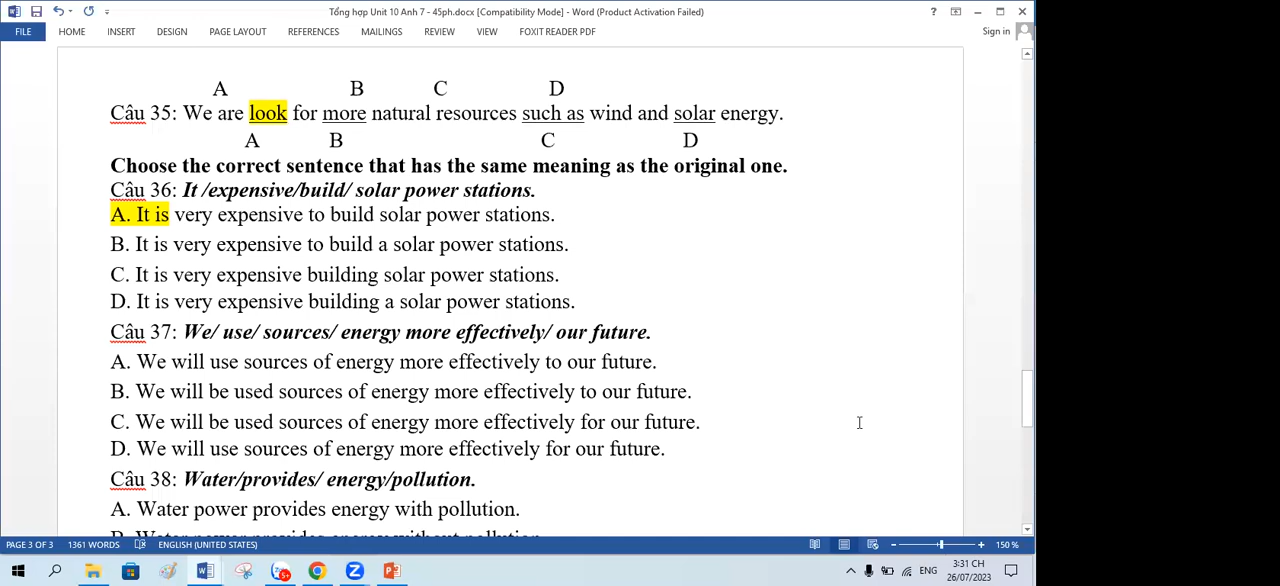 Tổng hợp Unit 10 Anh 7 - 45ph.docx [Compatibility Mode] - Word (Product Activation Failed)
FILE HOME INSERT DESIGN PAGE LAYOUT REFERENCES MAILINGS REVIEW VIEW FOXIT READER PDF Sign in
A B C D
Câu 35: We are look for more natural resources such as wind and solar energy.
A B C D
Choose the correct sentence that has the same meaning as the original one.
Câu 36: It /expensive/build/ solar power stations.
A. It is very expensive to build solar power stations.
B. It is very expensive to build a solar power stations.
C. It is very expensive building solar power stations.
D. It is very expensive building a solar power stations.
Câu 37: We/ use/ sources/ energy more effectively/ our future.
A. We will use sources of energy more effectively to our future.
B. We will be used sources of energy more effectively to our future.
C. We will be used sources of energy more effectively for our future.
D. We will use sources of energy more effectively for our future.
Câu 38: Water/provides/ energy/pollution.
A. Water power provides energy with pollution.
B. Water power provides energy without pollution.
PAGE 3 OF 3 1361 WORDS ENGLISH (UNITED STATES) 150 %
ENG 3:31 CH
26/07/2023